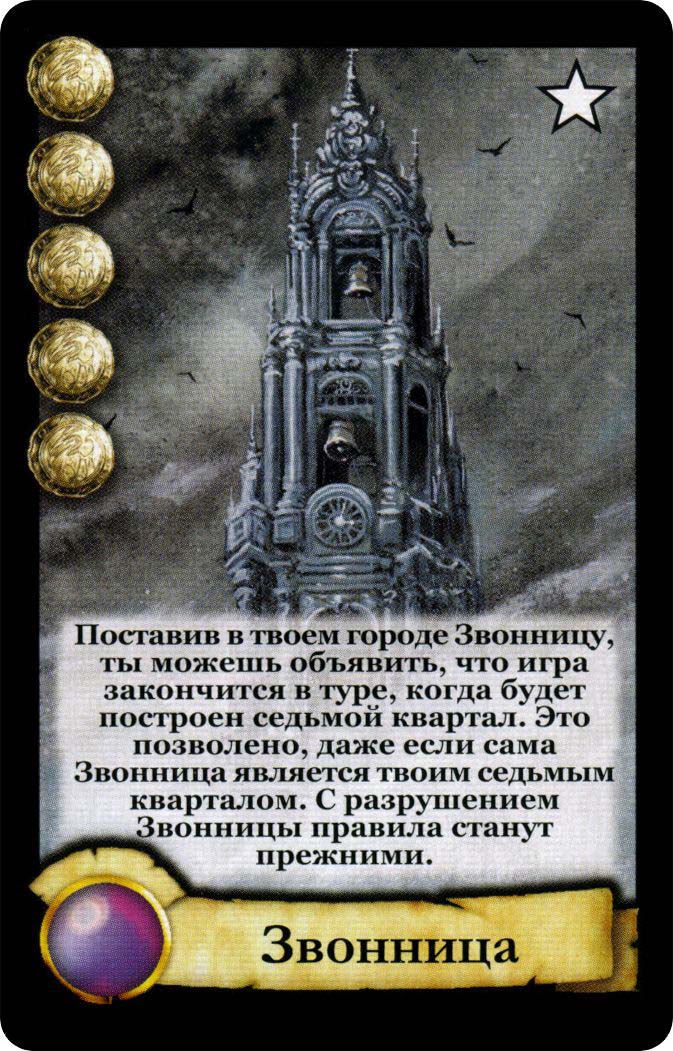 Поставив в твоем городе Звонницу,
ты можешь объявить, что игра
закончится в туре, когда будет
построен седьмой квартал. Это
позволено, даже если сама
Звонница является твоим седьмым
кварталом. С разрушением
Звонницы правила станут
прежними.
Звонница